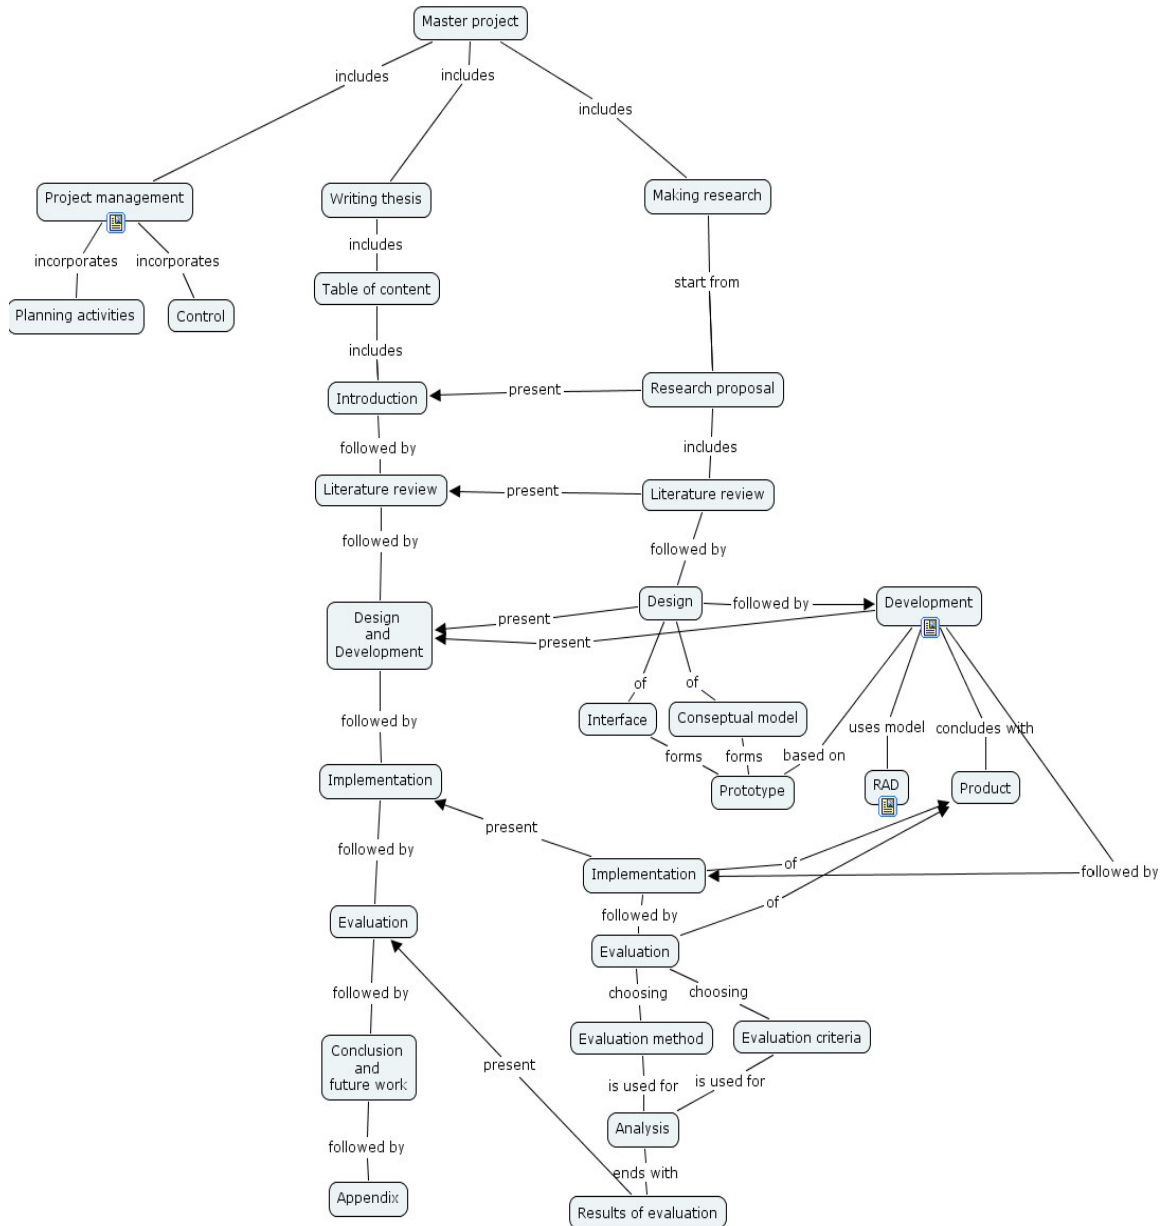 Master project
includes
includes
includes
Project management
Writing thesis
Making research
includes
incorporates
incorporates
start from
Table of content
Planning activities
Control
includes
Introduction
present
Research proposal
followed by
includes
Literature review
present
Literature review
followed by
followed by
Design
followed by
Development
Design
and
Development
present
present
of
of
Interface
Conseptual model
followed by
uses model
concludes with
forms
forms
based on
Implementation
Prototype
RAD
Product
present
followed by
of
Implementation
followed by
of
followed by
Evaluation
Evaluation
followed by
choosing
choosing
Evaluation method
Evaluation criteria
Conclusion
and
future work
present
is used for
is used for
Analysis
followed by
ends with
Appendix
Results of evaluation